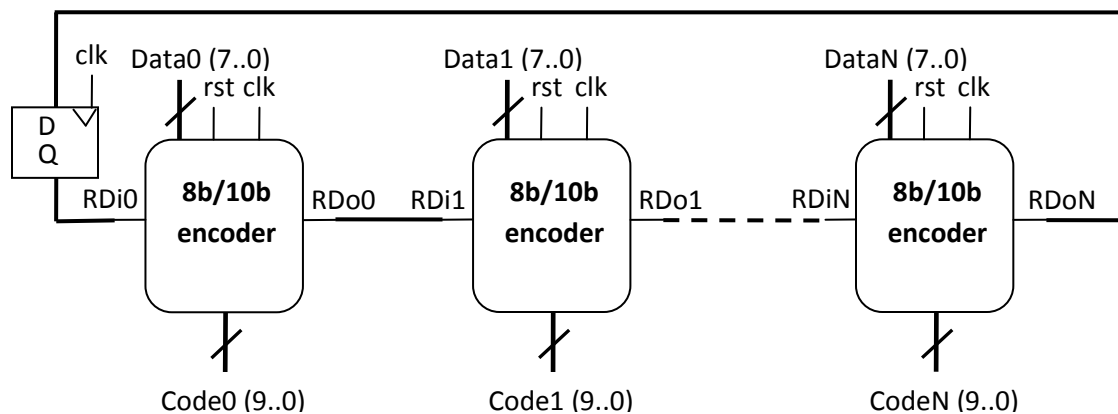 clk
Data0 (7..0)
rst clk
Data1 (7..0)
rst clk
DataN (7..0)
rst clk
D
Q
8b/10b
encoder
8b/10b
encoder
8b/10b
encoder
RDi0
RDo0
RDi1
RDo1
RDiN
RDoN
Code0 (9..0)
Code1 (9..0)
CodeN (9..0)